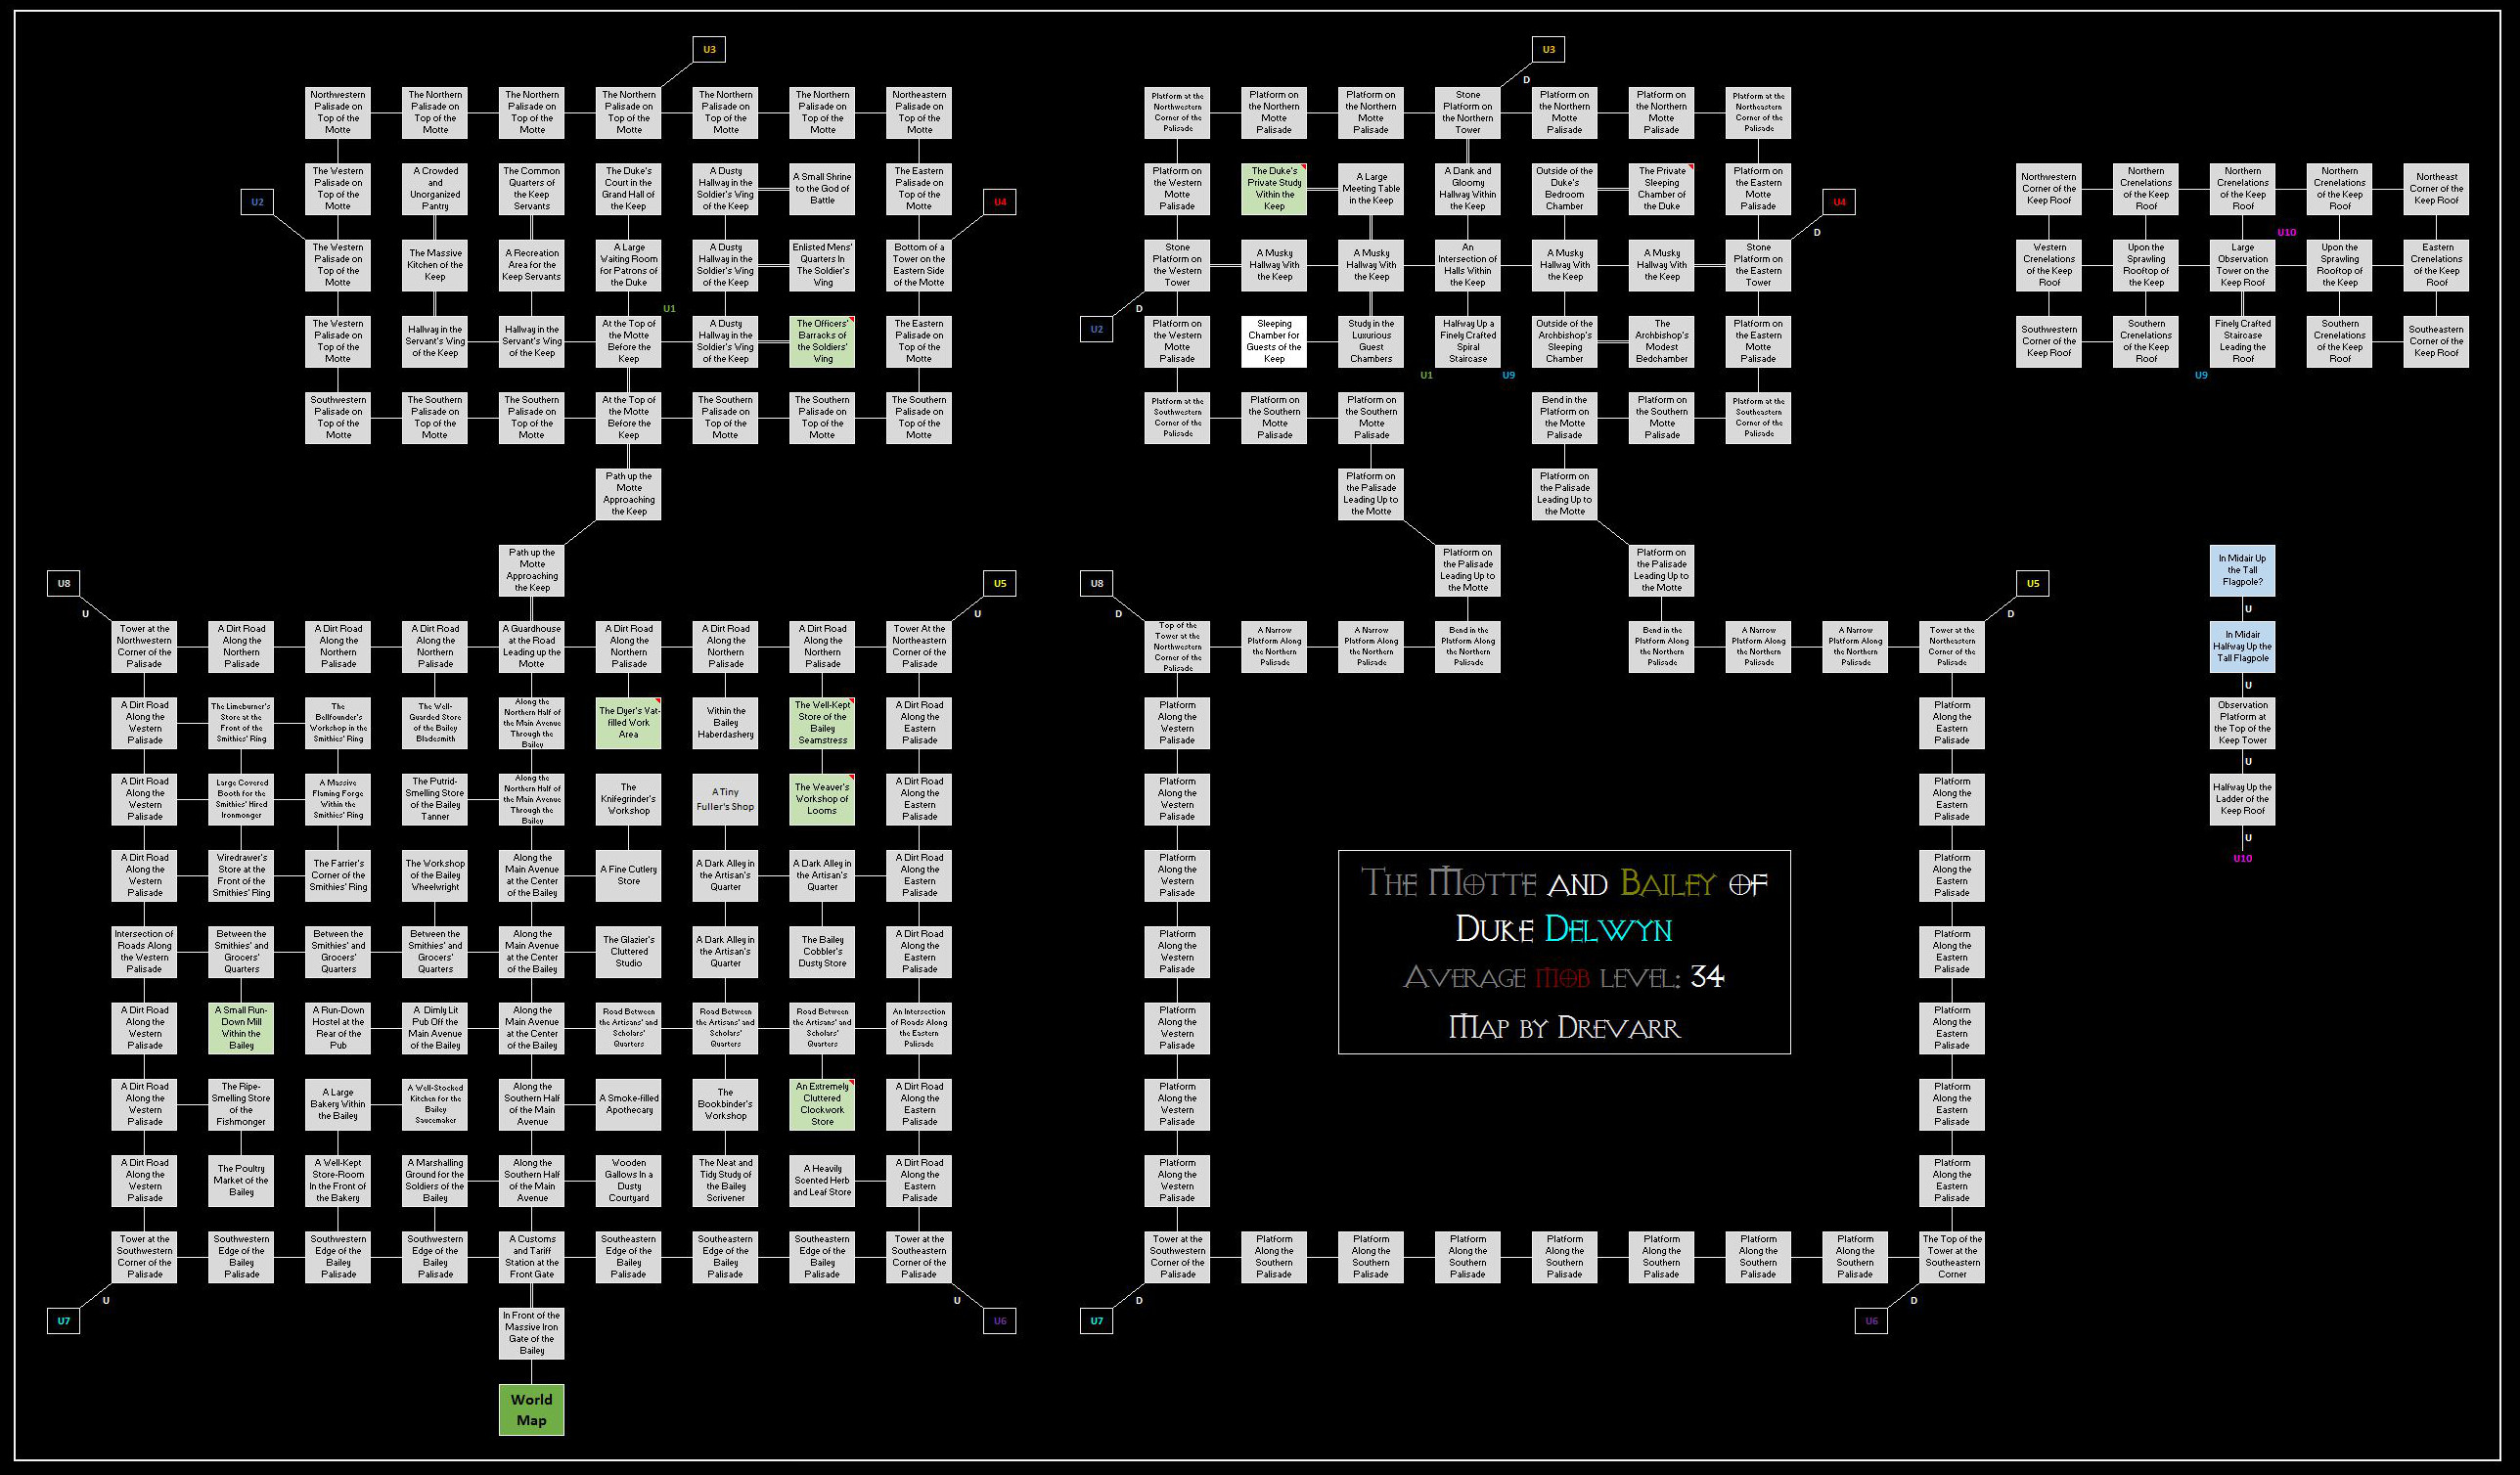 U3
Northwestern
Palisade on
Top of the
Motte
The Northern
Palisade on
Top of the
Motte
The Northern
Palisade on
Top of the
Motte
The Northern
Palisade on
Top of the
Motte
The Northern
Palisade on
Top of the
Motte
The Northern
Palisade on
Top of the
Motte
Northeastern
Palisade on
Top of the
Motte
The Western
Palisade on
Top of the
Motte
A Crowded
and
Unorganized
Pantry
The Common
Quarters of
the Keep
Servants
The Duke's
Court in the
Grand Hall of
the Keep
A Dusty
Hallway in the
Soldier's Wing
of the Keep
A Small Shrine
to the God of
Battle
The Eastern
Palisade on
Top of the
Motte
U2
U4
The Western
Palisade on
Top of the
Motte
The Massive
Kitchen of the
Keep
A Recreation
Area for the
Keep Servants
A Large
Waiting Room
for Patrons of
the Duke
A Dusty
Hallway in the
Soldier's Wing
of the Keep
Enlisted Mens'
Quarters In
The Soldier's
Wing
Bottom of a
Tower on the
Eastern Side
of the Motte
U1
The Western
Palisade on
Top of the
Motte
Hallway in the
Servant's Wing
of the Keep
Hallway in the
Servant's Wing
of the Keep
At the Top of
the Motte
Before the
Keep
A Dusty
Hallway in the
Soldier's Wing
of the Keep
The Officers'
Barracks of
the Soldiers'
Wing
The Eastern
Palisade on
Top of the
Motte
Southwestern
Palisade on
Top of the
Motte
The Southern
Palisade on
Top of the
Motte
The Southern
Palisade on
Top of the
Motte
At the Top of
the Motte
Before the
Keep
The Southern
Palisade on
Top of the
Motte
The Southern
Palisade on
Top of the
Motte
The Southern
Palisade on
Top of the
Motte
Path up the
Motte
Approaching
the Keep
Path up the
Motte
Approaching
the Keep
U8
U
U5
U
Tower at the
Northwestern
Corner of the
Palisade
A Dirt Road
Along the
Northern
Palisade
A Dirt Road
Along the
Northern
Palisade
A Dirt Road
Along the
Northern
Palisade
A Guardhouse
at the Road
Leading up the
Motte
A Dirt Road
Along the
Northern
Palisade
A Dirt Road
Along the
Northern
Palisade
A Dirt Road
Along the
Northern
Palisade
Tower At the
Northeastern
Corner of the
Palisade
A Dirt Road
Along the
Western
Palisade
The Limeburner's
Store at the
Front of the
Smithies' Ring
The
Bellfounder's
Workshop in the
Smithies' Ring
The Well-
Guarded Store
of the Bailey
Bladesmith
Along the
Northern Half of
the Main Avenue
Through the
Bailey
The Dyer's Vat-
filled Work
Area
Within the
Bailey
Haberdashery
The Well-Kept
Store of the
Bailey
Seamstress
A Dirt Road
Along the
Eastern
Palisade
A Dirt Road
Along the
Western
Palisade
Large Covered
Booth for the
Smithies' Hired
Ironmonger
A Massive
Flaming Forge
Within the
Smithies' Ring
The Putrid-
Smelling Store
of the Bailey
Tanner
Along the
Northern Half of
the Main Avenue
Through the
Bailey
The
Knifegrinder's
Workshop
A Tiny
Fuller's Shop
The Weaver's
Workshop of
Looms
A Dirt Road
Along the
Eastern
Palisade
A Dirt Road
Along the
Western
Palisade
Wiredrawer's
Store at the
Front of the
Smithies' Ring
The Farrier's
Corner of the
Smithies' Ring
The Workshop
of the Bailey
Wheelwright
Along the
Main Avenue
at the Center
of the Bailey
A Fine Cutlery
Store
A Dark Alley in
the Artisan's
Quarter
A Dark Alley in
the Artisan's
Quarter
A Dirt Road
Along the
Eastern
Palisade
Intersection of
Roads Along
the Western
Palisade
Between the
Smithies' and
Grocers'
Quarters
Between the
Smithies' and
Grocers'
Quarters
Between the
Smithies' and
Grocers'
Quarters
Along the
Main Avenue
at the Center
of the Bailey
The Glazier's
Cluttered
Studio
A Dark Alley in
the Artisan's
Quarter
The Bailey
Cobbler's
Dusty Store
A Dirt Road
Along the
Eastern
Palisade
A Dirt Road
Along the
Western
Palisade
A Small Run-
Down Mill
Within the
Bailey
A Run-Down
Hostel at the
Rear of the
Pub
A Dimly Lit
Pub Off the
Main Avenue
of the Bailey
Along the
Main Avenue
at the Center
of the Bailey
Road Between
the Artisans' and
Scholars'
Quarters
Road Between
the Artisans' and
Scholars'
Quarters
Road Between
the Artisans' and
Scholars'
Quarters
An Intersection
of Roads Along
the Eastern
Palisade
A Dirt Road
Along the
Western
Palisade
The Ripe-
Smelling Store
of the
Fishmonger
A Large
Bakery Within
the Bailey
A Well-Stocked
Kitchen for the
Bailey
Saucemaker
Along the
Southern Half
of the Main
Avenue
A Smoke-filled
Apothecary
The
Bookbinder's
Workshop
An Extremely
Cluttered
Clockwork
Store
A Dirt Road
Along the
Eastern
Palisade
A Dirt Road
Along the
Western
Palisade
The Poultry
Market of the
Bailey
A Well-Kept
Store-Room
In the Front of
the Bakery
A Marshalling
Ground for the
Soldiers of the
Bailey
Along the
Southern Half
of the Main
Avenue
Wooden
Gallows In a
Dusty
Courtyard
The Neat and
Tidy Study of
the Bailey
Scrivener
A Heavily
Scented Herb
and Leaf Store
A Dirt Road
Along the
Eastern
Palisade
Tower at the
Southwestern
Corner of the
Palisade
Southwestern
Edge of the
Bailey
Palisade
Southwestern
Edge of the
Bailey
Palisade
Southwestern
Edge of the
Bailey
Palisade
A Customs
and Tariff
Station at the
Front Gate
Southeastern
Edge of the
Bailey
Palisade
Southeastern
Edge of the
Bailey
Palisade
Southeastern
Edge of the
Bailey
Palisade
Tower at the
Southeastern
Corner of the
Palisade
U
U7
U
U6
In Front of the
Massive Iron
Gate of the
Bailey
World
Map
U3
D
Platform at the
Northwestern
Corner of the
Palisade
Platform on
the Northern
Motte
Palisade
Platform on
the Northern
Motte
Palisade
Stone
Platform on
the Northern
Tower
Platform on
the Northern
Motte
Palisade
Platform on
the Northern
Motte
Palisade
Platform at the
Northeastern
Corner of the
Palisade
Platform on
the Western
Motte
Palisade
The Duke's
Private Study
Within the
Keep
A Large
Meeting Table
in the Keep
A Dank and
Gloomy
Hallway Within
the Keep
Outside of the
Duke's
Bedroom
Chamber
The Private
Sleeping
Chamber of
the Duke
Platform on
the Eastern
Motte
Palisade
U4
D
Stone
Platform on
the Western
Tower
A Musky
Hallway With
the Keep
A Musky
Hallway With
the Keep
An
Intersection of
Halls Within
the Keep
A Musky
Hallway With
the Keep
A Musky
Hallway With
the Keep
Stone
Platform on
the Eastern
Tower
D
U2
Platform on
the Western
Motte
Palisade
Sleeping
Chamber for
Guests of the
Keep
Study in the
Luxurious
Guest
Chambers
Halfway Up a
Finely Crafted
Spiral
Staircase
Outside of the
Archbishop's
Sleeping
Chamber
The
Archbishop's
Modest
Bedchamber
Platform on
the Eastern
Motte
Palisade
U1
U9
Platform at the
Southwestern
Corner of the
Palisade
Platform on
the Southern
Motte
Palisade
Platform on
the Southern
Motte
Palisade
Bend in the
Platform on
the Motte
Palisade
Platform on
the Southern
Motte
Palisade
Platform at the
Southeastern
Corner of the
Palisade
Platform on
the Palisade
Leading Up to
the Motte
Platform on
the Palisade
Leading Up to
the Motte
Platform on
the Palisade
Leading Up to
the Motte
Platform on
the Palisade
Leading Up to
the Motte
U8
D
U5
D
Top of the
Tower at the
Northwestern
Corner of the
Palisade
A Narrow
Platform Along
the Northern
Palisade
A Narrow
Platform Along
the Northern
Palisade
Bend in the
Platform Along
the Northern
Palisade
Bend in the
Platform Along
the Northern
Palisade
A Narrow
Platform Along
the Northern
Palisade
A Narrow
Platform Along
the Northern
Palisade
Tower at the
Northeastern
Corner of the
Palisade
Platform
Along the
Western
Palisade
Platform
Along the
Eastern
Palisade
Platform
Along the
Western
Palisade
Platform
Along the
Eastern
Palisade
Platform
Along the
Western
Palisade
Platform
Along the
Eastern
Palisade
Platform
Along the
Western
Palisade
Platform
Along the
Eastern
Palisade
Platform
Along the
Western
Palisade
Platform
Along the
Eastern
Palisade
Platform
Along the
Western
Palisade
Platform
Along the
Eastern
Palisade
Platform
Along the
Western
Palisade
Platform
Along the
Eastern
Palisade
The Motte and Bailey of
Duke Delwyn
Average mob level: 34
Map by Drevarr
Tower at the
Southwestern
Corner of the
Palisade
Platform
Along the
Southern
Palisade
Platform
Along the
Southern
Palisade
Platform
Along the
Southern
Palisade
Platform
Along the
Southern
Palisade
Platform
Along the
Southern
Palisade
Platform
Along the
Southern
Palisade
Platform
Along the
Southern
Palisade
The Top of the
Tower at the
Southeastern
Corner
D
U7
D
U6
Northwestern
Corner of the
Keep Roof
Northern
Crenelations
of the Keep
Roof
Northern
Crenelations
of the Keep
Roof
Northern
Crenelations
of the Keep
Roof
Northeast
Corner of the
Keep Roof
U10
Western
Crenelations
of the Keep
Roof
Upon the
Sprawling
Rooftop of
the Keep
Large
Observation
Tower on the
Keep Roof
Upon the
Sprawling
Rooftop of
the Keep
Eastern
Crenelations
of the Keep
Roof
Southwestern
Corner of the
Keep Roof
Southern
Crenelations
of the Keep
Roof
Finely Crafted
Staircase
Leading the
Roof
Southern
Crenelations
of the Keep
Roof
Southeastern
Corner of the
Keep Roof
U9
In Midair Up
the Tall
Flagpole?
U
In Midair
Halfway Up the
Tall Flagpole
U
Observation
Platform at
the Top of the
Keep Tower
U
Halfway Up the
Ladder of the
Keep Roof
U
U10